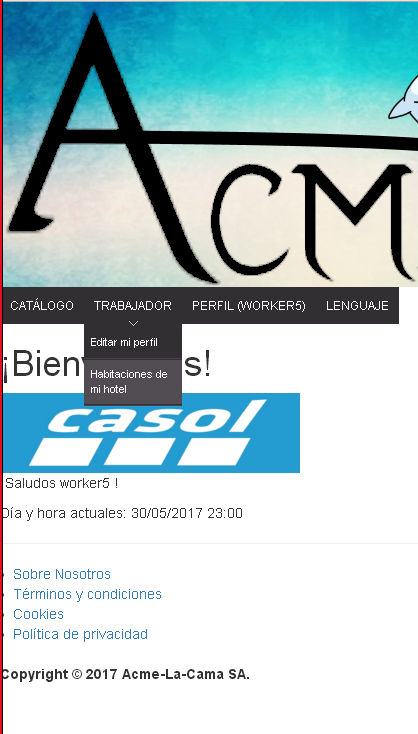 ACM
CATÁLOGO TRABAJADOR PERFIL (WORKER5) LENGUAJE
Editar mi perfil
Habitaciones de
mi hotel
casol
Saludos worker5 !
Día y hora actuales: 30/05/2017 23:00
Sobre Nosotros
Términos y condiciones
Cookies
Política de privacidad
Copyright © 2017 Acme-La-Cama SA.